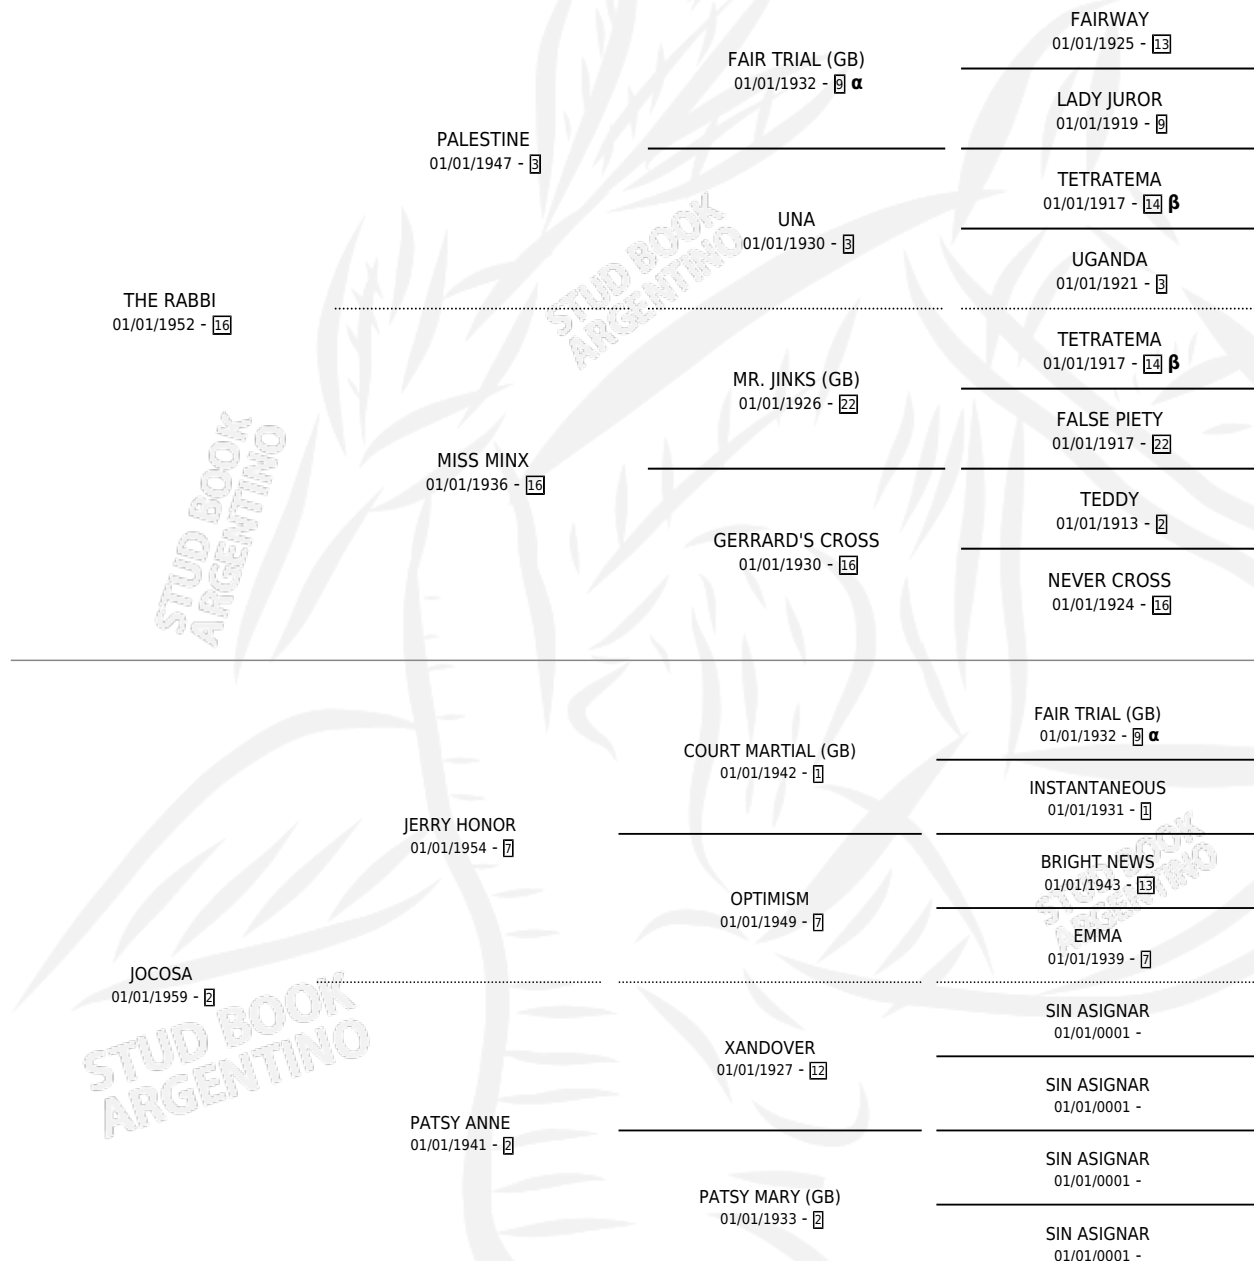 FAIRWAY
01/01/1925 - 13
FAIR TRIAL (GB)
01/01/1932 - 9 α
LADY JUROR
01/01/1919 - 9
PALESTINE
01/01/1947 - 3
TETRATEMA
01/01/1917 - 14 β
UNA
01/01/1930 - 3
UGANDA
01/01/1921 - 3
THE RABBI
01/01/1952 - 16
TETRATEMA
01/01/1917 - 14 β
MR. JINKS (GB)
01/01/1926 - 22
FALSE PIETY
01/01/1917 - 22
MISS MINX
01/01/1936 - 16
TEDDY
01/01/1913 - 2
GERRARD'S CROSS
01/01/1930 - 16
NEVER CROSS
01/01/1924 - 16
FAIR TRIAL (GB)
01/01/1932 - 9 α
COURT MARTIAL (GB)
01/01/1942 - 1
INSTANTANEOUS
01/01/1931 - 1
JERRY HONOR
01/01/1954 - 7
BRIGHT NEWS
01/01/1943 - 13
OPTIMISM
01/01/1949 - 7
EMMA
01/01/1939 - 7
JOCOSA
01/01/1959 - 2
SIN ASIGNAR
01/01/0001 -
XANDOVER
01/01/1927 - 12
SIN ASIGNAR
01/01/0001 -
PATSY ANNE
01/01/1941 - 2
SIN ASIGNAR
01/01/0001 -
PATSY MARY (GB)
01/01/1933 - 2
SIN ASIGNAR
01/01/0001 -
STUD BOOK
ARGENTINO
STUD BOOK
ARGENTINO
STUD BOOK
ARGENTINO
STUD BOOK
ARGENTINO